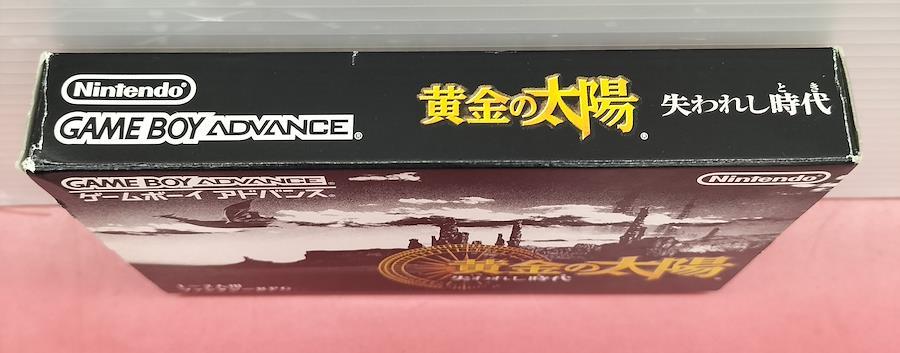 Nintendo®
GAME BOY ADVANCE®
黄金の太陽®
失われし時代
とき
GAME BOY ADVANCE™
Nintendo®
ゲームボーイ アドバンス®
黄金の太陽
失われし時代